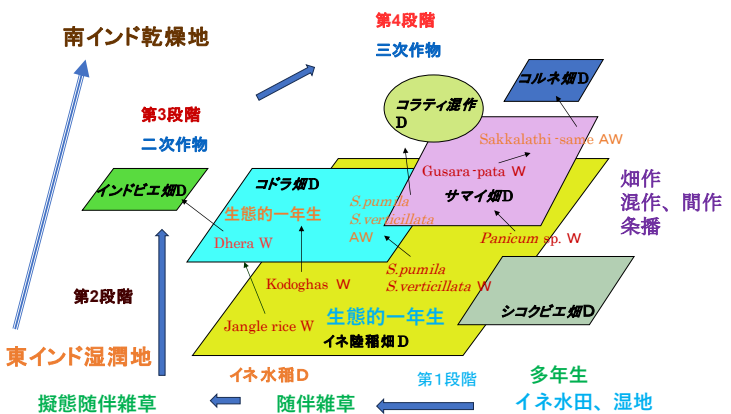 第4段階
南インド乾燥地
三次作物
コルネ畑D
コラティ混作
D
第3段階
二次作物
Sakkalathi-same AW
Gusara-pata W
コドラ畑D
インドビエ畑D
サマイ畑D
畑作
混作、間作
条播
S.pumila
S.verticillata
AW
生態的一年生
Dhera W
Panicum sp. W
S.pumila
S.verticillata W
Kodoghas W
第2段階
シコクビエ畑D
生態的一年生
Jangle rice W
イネ陸稲畑D
東インド湿潤地
イネ水稲D
第1段階
多年生
擬態随伴雑草
随伴雑草
イネ水田、湿地